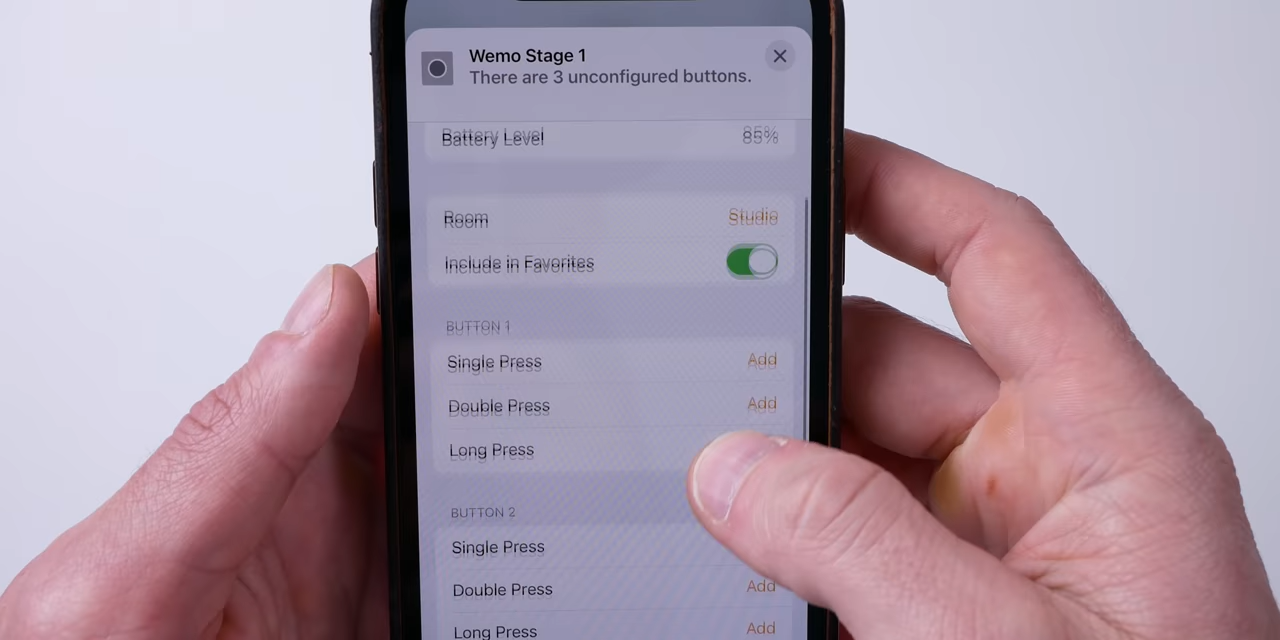 Wemo Stage 1
There are 3 unconfigured buttons.
Battery Level 85%
Room Studio
Include in Favorites
BUTTON 1
Single Press Add
Double Press Add
Long Press
BUTTON 2
Single Press
Double Press Add
Long Press Add